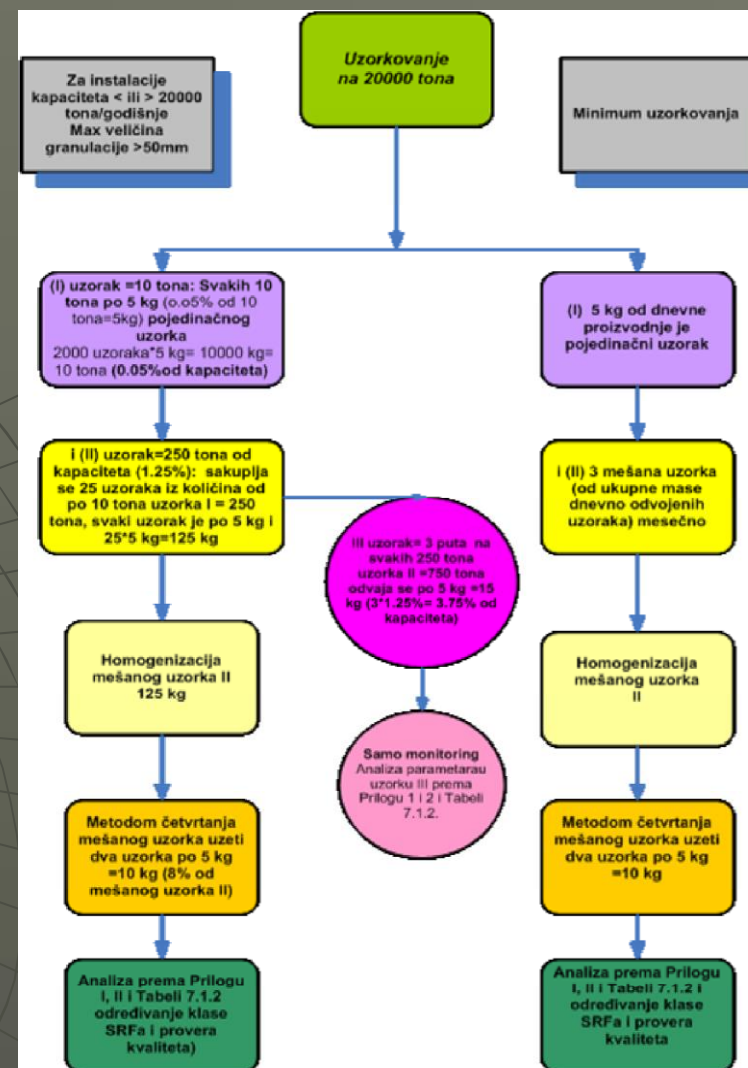 Uzorkovanje
na 20000 tona
Za instalacije
kapaciteta < ili > 20000
tona/godišnje
Max veličina
granulacije >50mm
Minimum uzorkovanja
(I) uzorak =10 tona: Svakih 10
tona po 5 kg (o.o5% od 10
tona=5kg) pojedinačnog
uzorka
2000 uzoraka*5 kg= 10000 kg=
10 tona (0.05%od kapaciteta)
i (II) uzorak=250 tona od
kapaciteta (1.25%): sakuplja
se 25 uzoraka iz količina od
po 10 tona uzorka I = 250
tona, svaki uzorak je po 5 kg i
25*5 kg=125 kg
III uzorak= 3 puta na
svakih 250 tona
uzorka II =750 tona
odvaja se po 5 kg =15
kg (3*1.25%= 3.75% od
kapaciteta)
Homogenizacija
mešanog uzorka II
125 kg
Samo monitoring
Analiza parametarau
uzorku III prema
Prilogu 1 i 2 i Tabeli
7.1.2.
Metodom četvrtanja
mešanog uzorka uzeti
dva uzorka po 5 kg
=10 kg (8% od
mešanog uzorka II)
Analiza prema Prilogu
I, II i Tabeli 7.1.2
određivanje klase
SRFa i provera
kvaliteta)
(I) 5 kg od dnevne
proizvodnje je
pojedinačni uzorak
i (II) 3 mešana uzorka
(od ukupne mase
dnevno odvojenih
uzoraka) mesečno
Homogenizacija
mešanog uzorka
II
Metodom četvrtanja
mešanog uzorka uzeti
dva uzorka po 5 kg
=10 kg
Analiza prema Prilogu
I, II i Tabeli 7.1.2 i
određivanje klase
SRFa i provera
kvaliteta